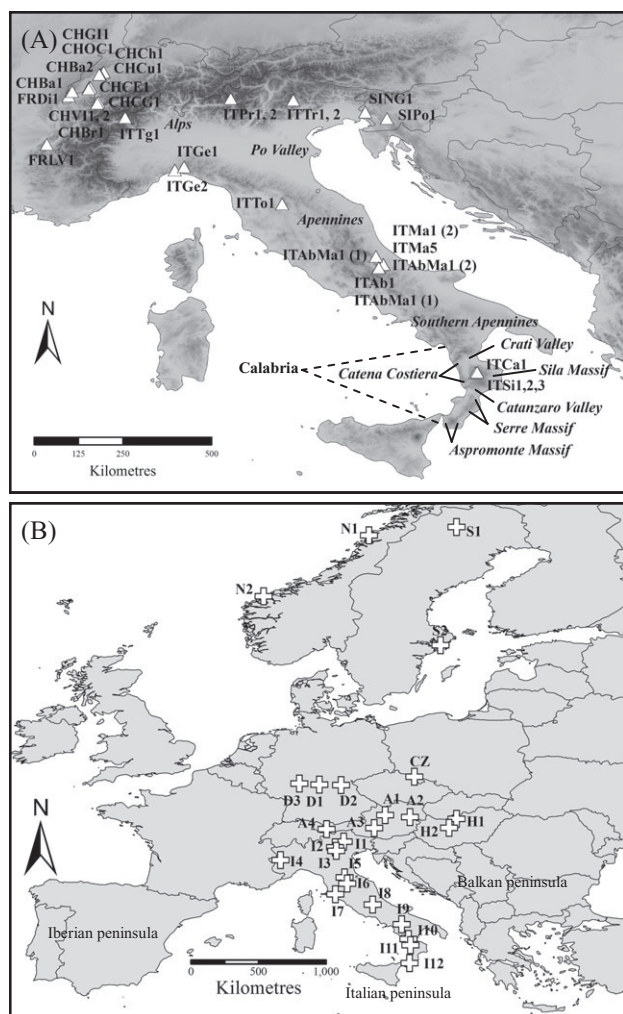 (A)
CHGI1
CHOC1
CHCh1
CHBa2
CHCu1
CHBa1
CHCE1
FRDi1
CHCG1
CHVI1, 2
CHBr1
ITTg1
Alps
ITPr1, 2
ITTr1, 2
SING1
SIPo1
FRLV1
ITGe1
Po Valley
ITGe2
ITTo1
Apennines
ITMa1 (2)
ITMa5
ITAbMa1 (1)
ITAbMa1 (2)
ITAb1
ITAbMa1 (1)
Southern Apennines
N
Crati Valley
Calabria
Catena Costiera
ITCa1
Sila Massif
ITSi1,2,3
Catanzaro Valley
Serre Massif
Aspromonte Massif
0 125 250 500
Kilometres
(B)
N1
S1
N2
S2
CZ
D3
D1
D2
A1
A2
A4
A3
H1
H2
I1
I2
I3
I4
I5
I6
I7
I8
I9
I10
I11
I12
N
Iberian peninsula
Balkan peninsula
0 250 500 1,000
Kilometres
Italian peninsula